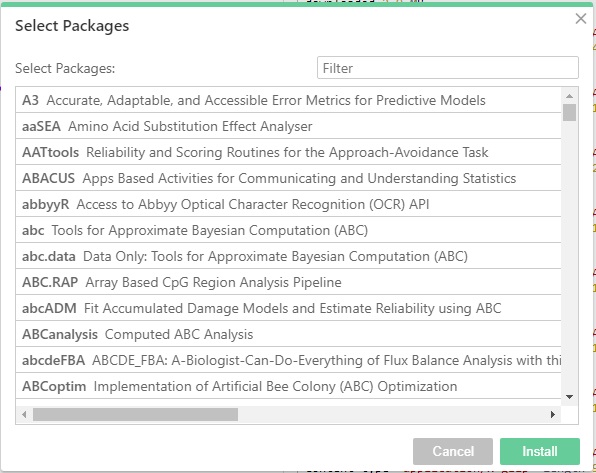 Select Packages
Select Packages:
Filter
A3 Accurate, Adaptable, and Accessible Error Metrics for Predictive Models
aaSEA Amino Acid Substitution Effect Analyser
AATtools Reliability and Scoring Routines for the Approach-Avoidance Task
ABACUS Apps Based Activities for Communicating and Understanding Statistics
abbyyR Access to Abbyy Optical Character Recognition (OCR) API
abc Tools for Approximate Bayesian Computation (ABC)
abc.data Data Only: Tools for Approximate Bayesian Computation (ABC)
ABC.RAP Array Based CpG Region Analysis Pipeline
abcADM Fit Accumulated Damage Models and Estimate Reliability using ABC
ABCanalysis Computed ABC Analysis
abcdeFBA ABCDE_FBA: A-Biologist-Can-Do-Everything of Flux Balance Analysis with thi
ABCoptim Implementation of Artificial Bee Colony (ABC) Optimization
Cancel
Install